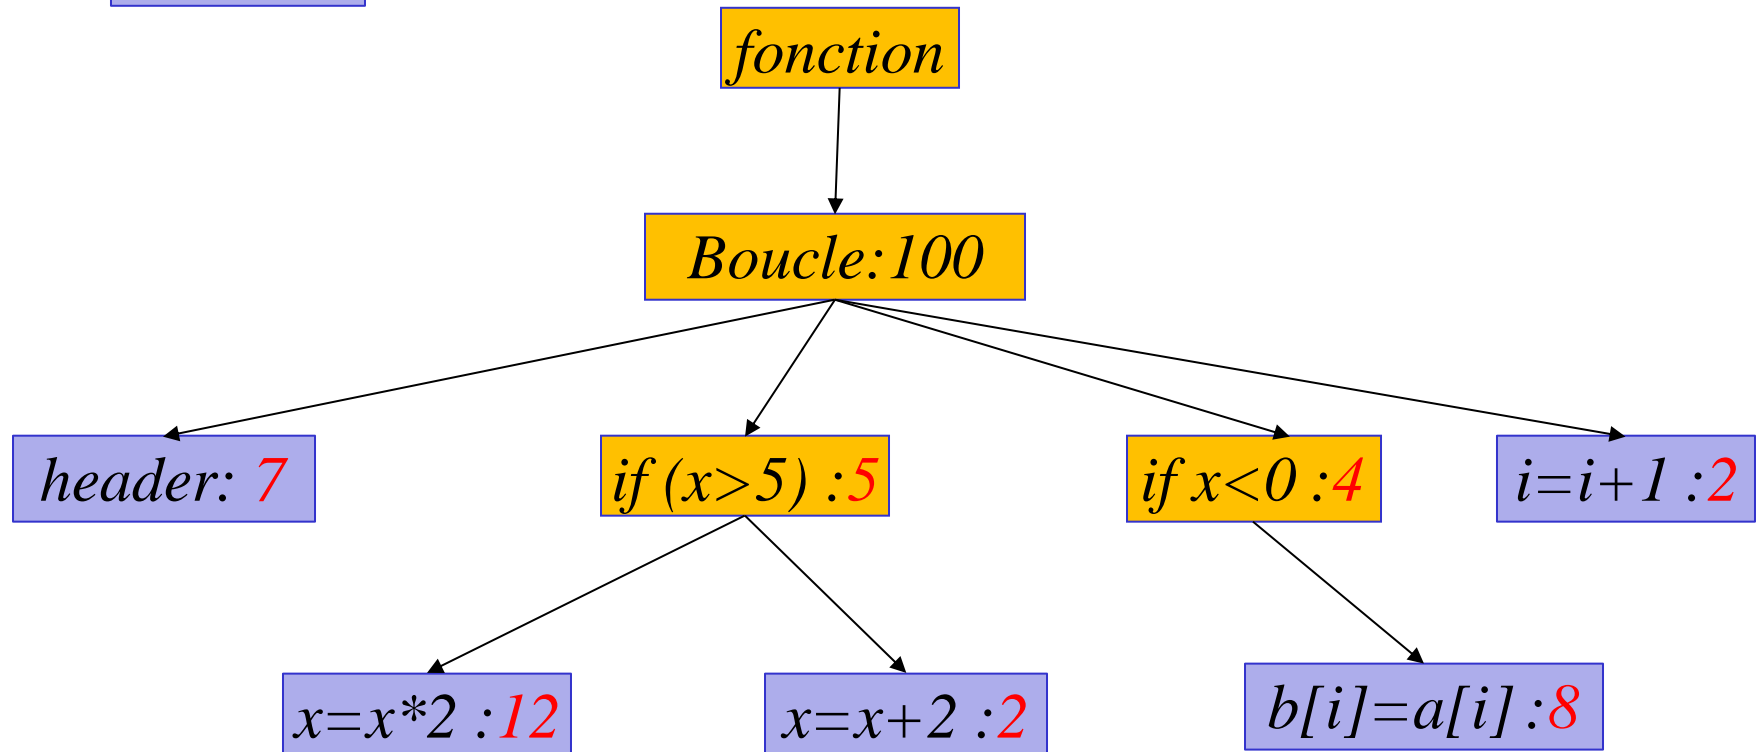 fonction
Boucle:100
header: 7
if (x>5) :5
if x<0 :4
i=i+1 :2
x=x*2 :12
x=x+2 :2
b[i]=a[i] :8